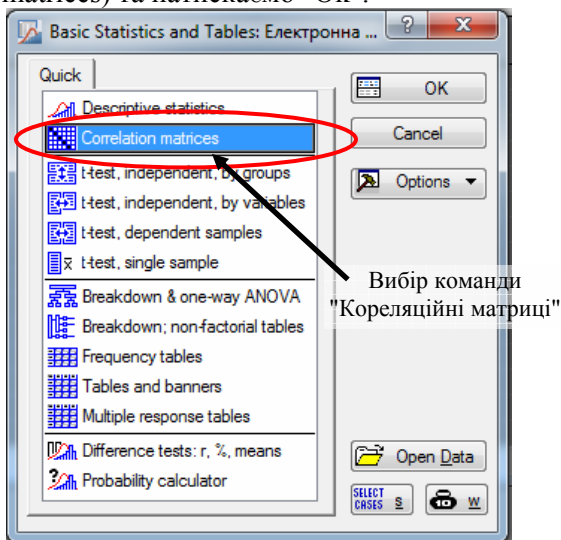 matrices) та натискаємо "OK".
Basic Statistics and Tables: Електронна ...
Quick
Descriptive statistics
Correlation matrices
t-test, independent, by groups
t-test, independent, by variables
t-test, dependent samples
t-test, single sample
Breakdown & one-way ANOVA
Breakdown; non-factorial tables
Frequency tables
Tables and banners
Multiple response tables
Difference tests: r, %, means
Probability calculator
OK
Cancel
Options
Вибір команди
"Кореляційні матриці"
Open Data
SELECT CASES S
W